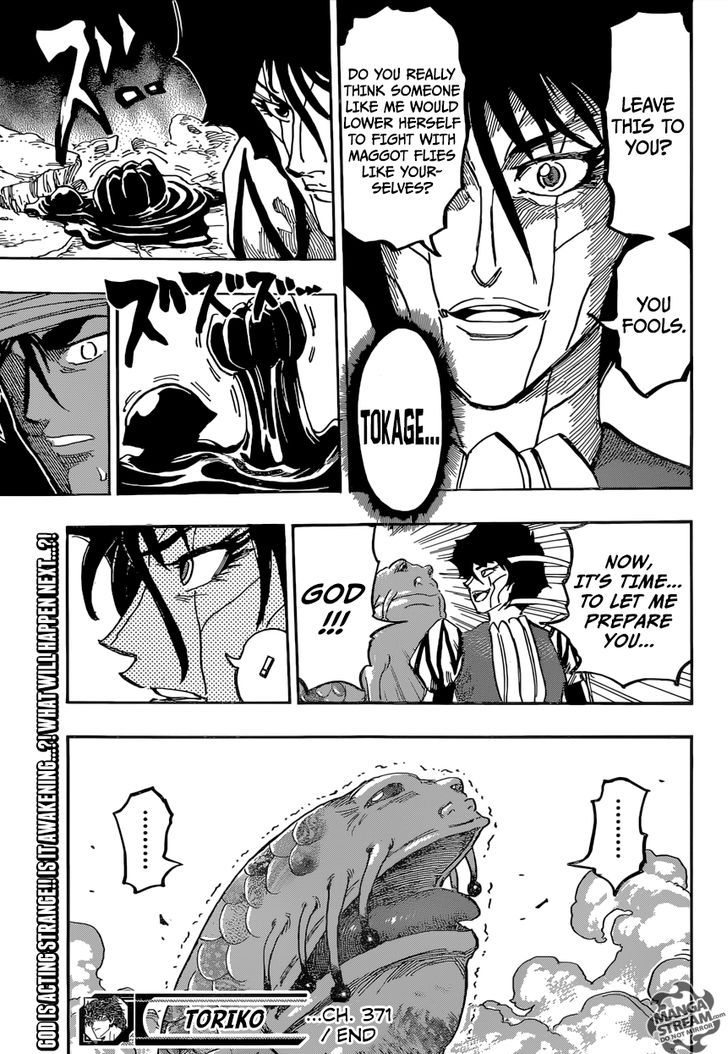 LEAVE
THIS TO
YOU?
DO YOU REALLY
THINK SOMEONE
LIKE ME WOULD
LOWER HERSELF
TO FIGHT WITH
MAGGOT FLIES
LIKE YOUR-
SELVES?
YOU
FOOLS.
TOKAGE...
ズズ
ズズズ...
NOW,
IT'S TIME...
TO LET ME
PREPARE
YOU...
GOD
!!!
!
.......
.......
GOD IS ACTING STRANGE!! IS IT AWAKENING...?! WHAT WILL HAPPEN NEXT...?!
TORIKO
...CH. 371
/ END
MANGA
STREAM
.COM
DO NOT MIRROR